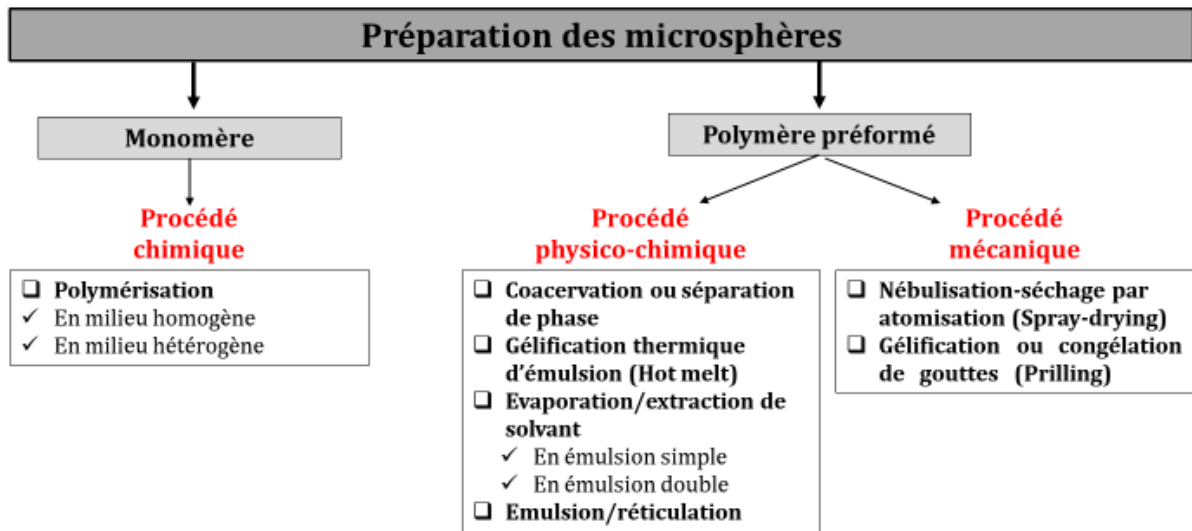 Préparation des microsphères
Monomère
Polymère préformé
Procédé
chimique
❑ Polymérisation
✓ En milieu homogène
✓ En milieu hétérogène
Procédé
physico-chimique
❑ Coacervation ou séparation
de phase
❑ Gélification thermique
d'émulsion (Hot melt)
❑ Evaporation/extraction de
solvant
✓ En émulsion simple
✓ En émulsion double
❑ Emulsion/réticulation
Procédé
mécanique
❑ Nébulisation-séchage par
atomisation (Spray-drying)
❑ Gélification ou congélation
de gouttes (Prilling)